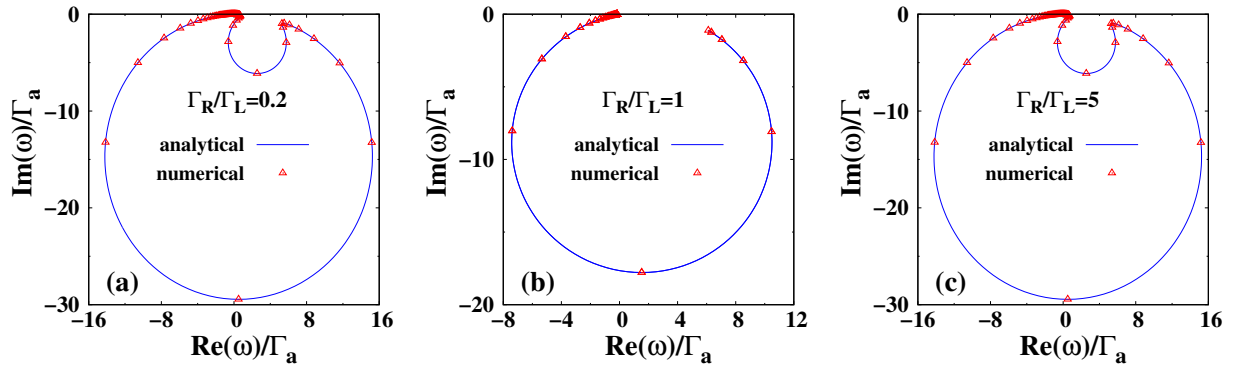 Im(ω)/Γa
0
−10
−20
−30
ΓR/ΓL=0.2
analytical
numerical
(a)
−16 −8 0 8 16
Re(ω)/Γa
Im(ω)/Γa
0
−10
−20
ΓR/ΓL=1
analytical
numerical
(b)
−8 −4 0 4 8 12
Re(ω)/Γa
Im(ω)/Γa
0
−10
−20
−30
ΓR/ΓL=5
analytical
numerical
(c)
−16 −8 0 8 16
Re(ω)/Γa